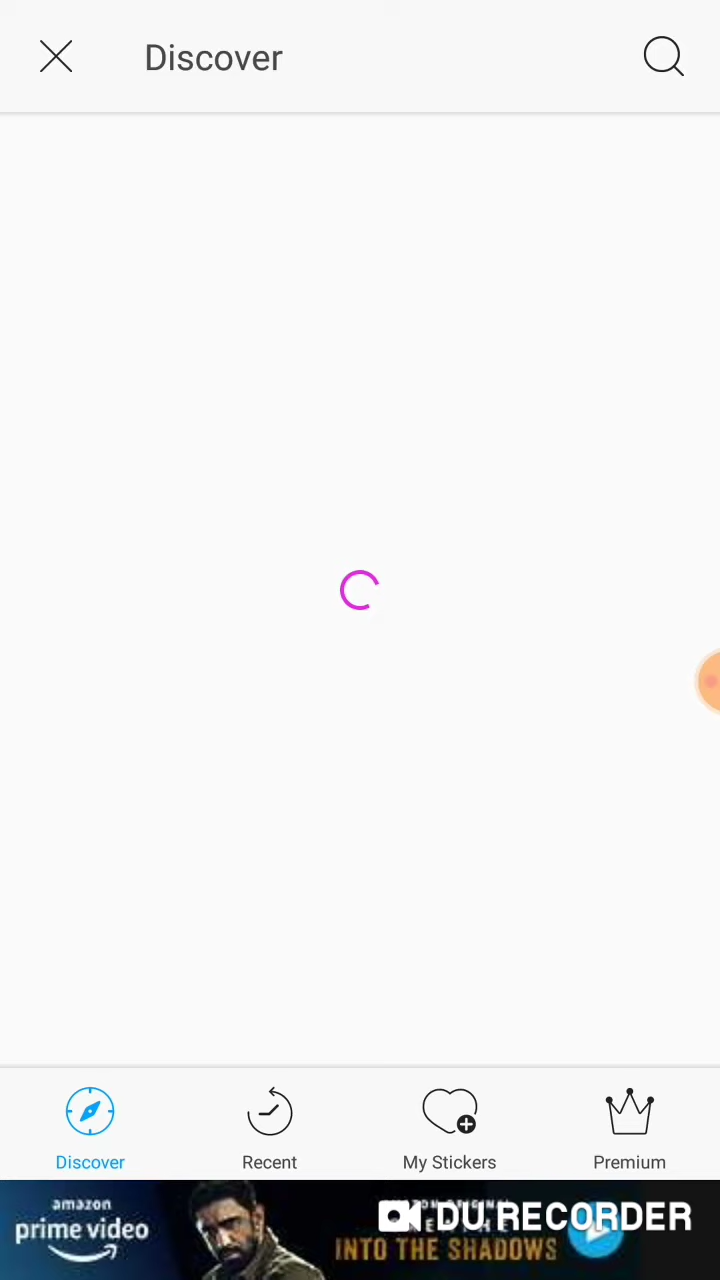 Discover
Discover
Recent
My Stickers
Premium
amazon
prime video
DU RECORDER
INTO THE SHADOWS